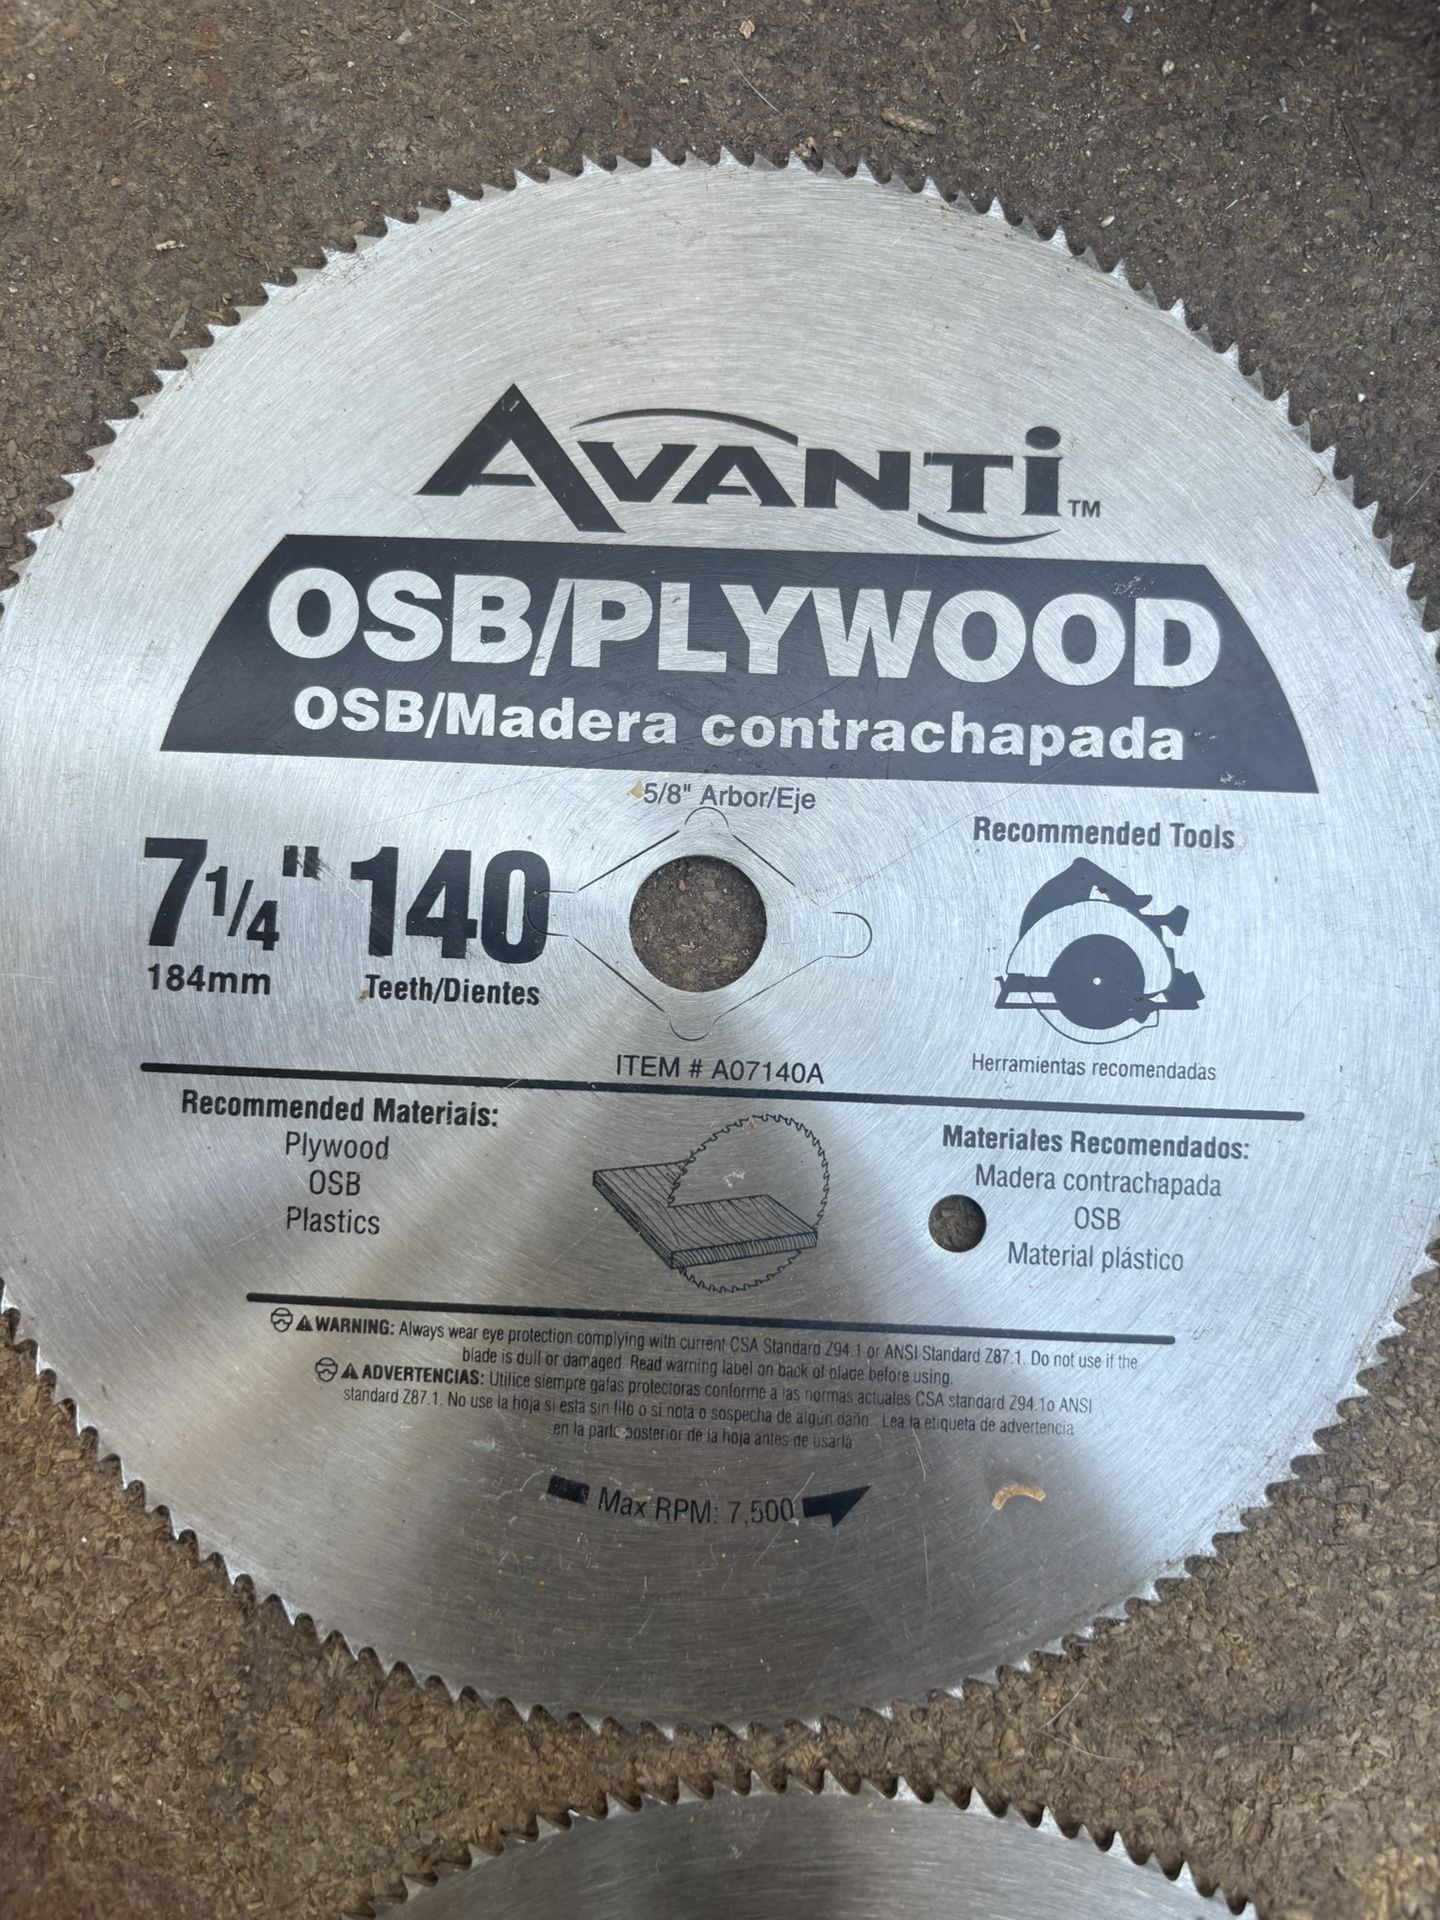 AVANTI™
OSB/PLYWOOD
OSB/Madera contrachapada
5/8" Arbor/Eje
7 1/4" 140
184mm Teeth/Dientes
Recommended Tools
Herramientas recomendadas
ITEM # A07140A
Recommended Materials:
Plywood
OSB
Plastics
Materiales Recomendados:
Madera contrachapada
OSB
Material plástico
WARNING: Always wear eye protection complying with current CSA Standard Z94.1 or ANSI Standard Z87.1. Do not use if the
blade is dull or damaged. Read warning label on back of blade before using.
ADVERTENCIAS: Utilice siempre gafas protectoras conforme a las normas actuales CSA standard Z94.1o ANSI
standard Z87.1. No use la hoja si esta sin filo o si nota o sospecha de algún daño. Lea la etiqueta de advertencia
en la parte posterior de la hoja antes de usarla
Max RPM: 7,500